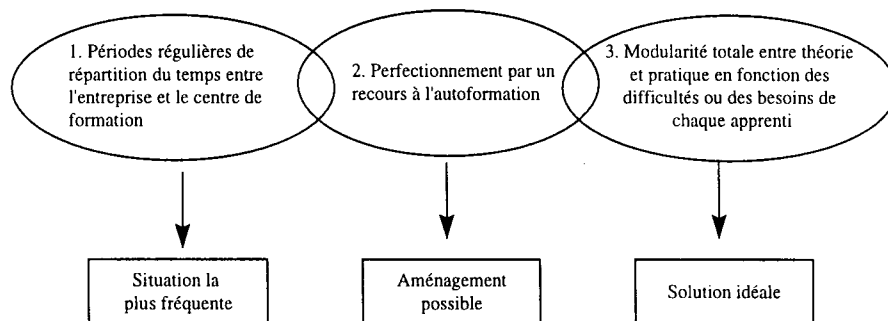 1. Périodes régulières de
répartition du temps entre
l'entreprise et le centre de
formation
2. Perfectionnement par un
recours à l'autoformation
3. Modularité totale entre théorie
et pratique en fonction des
difficultés ou des besoins de
chaque apprenti
Situation la
plus fréquente
Aménagement
possible
Solution idéale